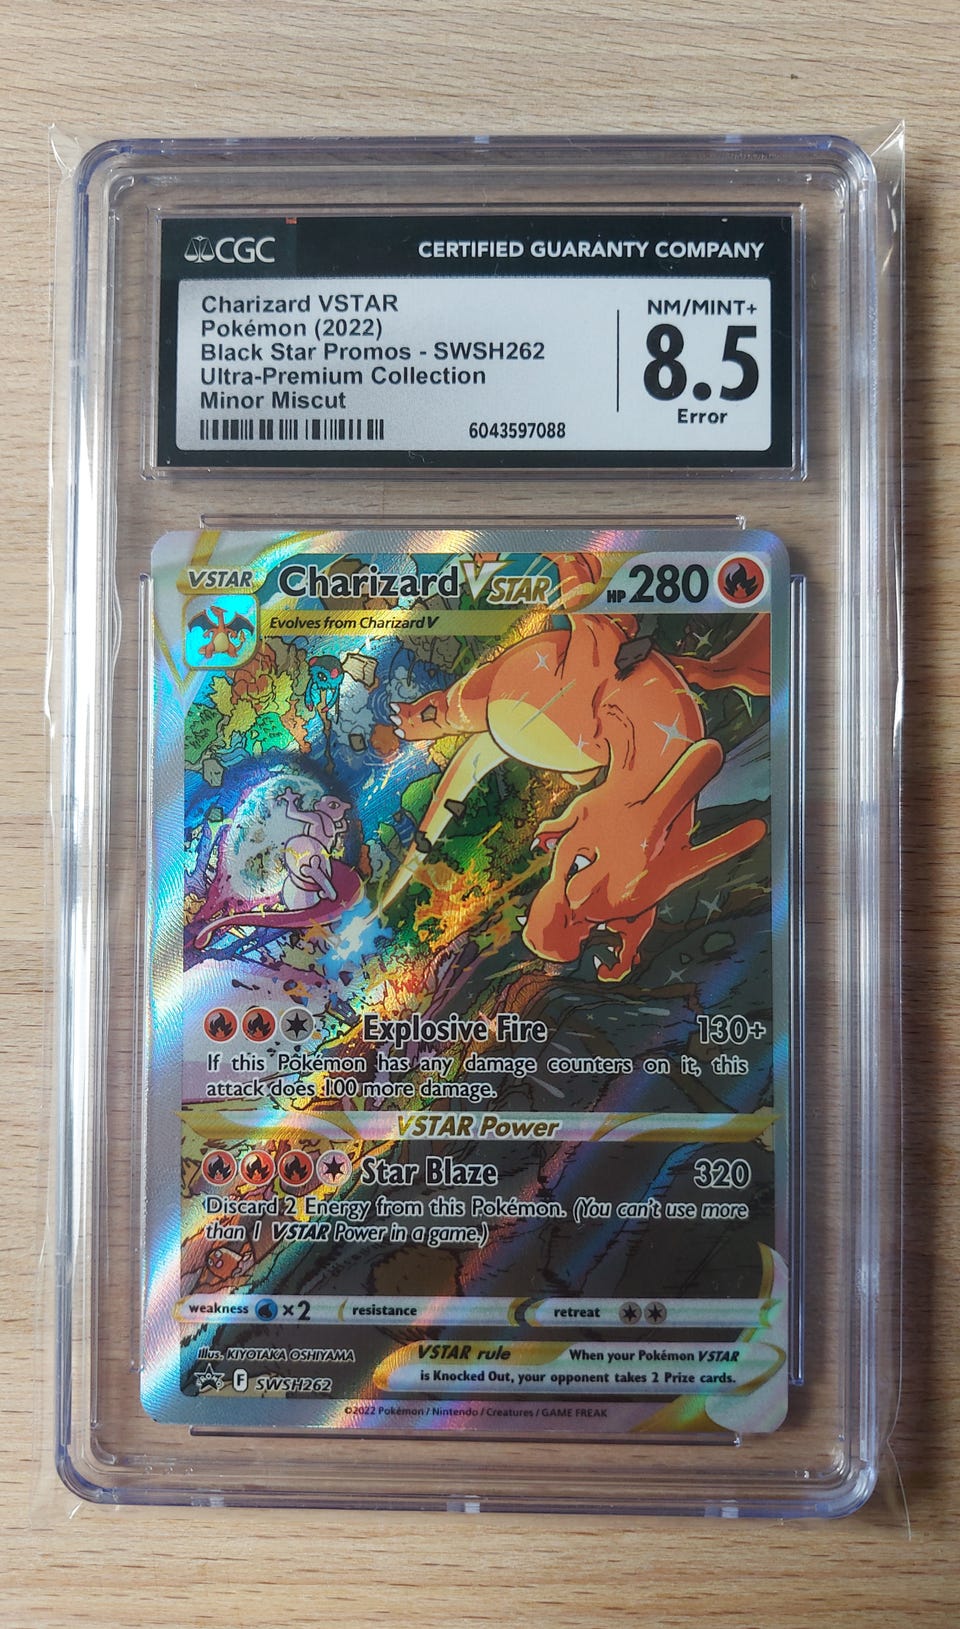 CGC CERTIFIED GUARANTY COMPANY
Charizard VSTAR
Pokémon (2022)
Black Star Promos - SWSH262
Ultra-Premium Collection
Minor Miscut
6043597088
NM/MINT+
8.5
Error
VSTAR Charizard VSTAR HP 280
Evolves from Charizard V
Explosive Fire 130+
If this Pokémon has any damage counters on it, this
attack does 100 more damage.
VSTAR Power
Star Blaze 320
Discard 2 Energy from this Pokémon. (You can't use more
than 1 VSTAR Power in a game.)
weakness ×2 resistance retreat
Illus. KIYOTAKA OSHIYAMA
F SWSH262
VSTAR rule When your Pokémon VSTAR
is Knocked Out, your opponent takes 2 Prize cards.
©2022 Pokémon / Nintendo / Creatures / GAME FREAK